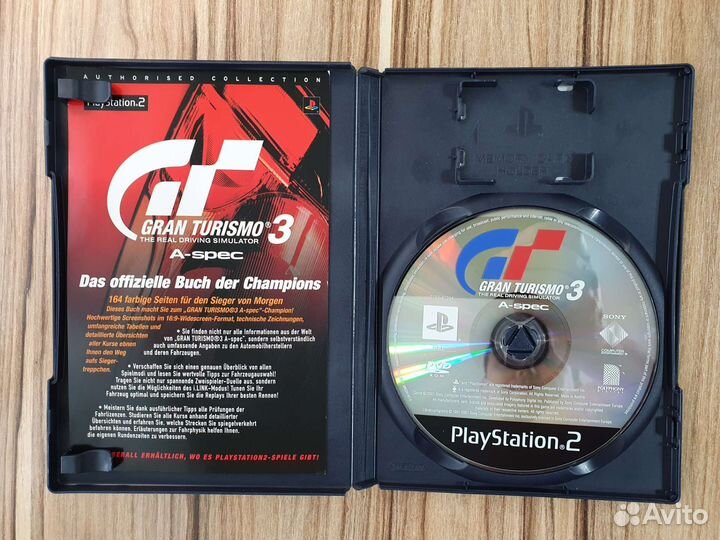 AUTHORISED COLLECTION
PlayStation.2
GRAN TURISMO® 3
THE REAL DRIVING SIMULATOR
A-spec
Das offizielle Buch der Champions
164 farbige Seiten für den Sieger von Morgen
Dieses Buch macht Sie zum „GRAN TURISMO®3 A-spec"-Champion!
Hochwertige Screenshots im 16:9-Widescreen-Format, technische Zeichnungen,
umfangreiche Tabellen und
detaillierte Übersichten
aller Kurse ebnen
Ihnen den Weg
aufs Sieger-
treppchen.
• Sie finden nicht nur alle Informationen aus der Welt
von „GRAN TURISMO®3 A-spec", sondern selbstverständlich
auch umfassende Angaben zu den Automobilherstellern
und deren Fahrzeugen.
• Verschaffen Sie sich einen genauen Überblick von allen
Spielmodi und lesen Sie wertvolle Tipps zur Fahrzeugauswahl!
Tragen Sie nicht nur spannende Zweispieler-Duelle aus, sondern
nutzen Sie die Möglichkeiten des i.LINK-Modus! Tunen Sie Ihr
Fahrzeug optimal und speichern Sie die Replays Ihrer besten Rennen!
• Meistern Sie dank ausführlicher Tipps alle Prüfungen der
Fahrlizenzen. Studieren Sie alle Kurse anhand detaillierter
Übersichten und erfahren Sie, welche Strecken Sie spiegelverkehrt
befahren können. Erläuterungen zur Fahrphysik helfen Ihnen,
die eigenen Rundenzeiten zu verbessern.
ERALL ERHÄLTLICH, WO ES PLAYSTATION2-SPIELE GIBT!
MEMORY CARD
HOLDER
GRAN TURISMO® 3
THE REAL DRIVING SIMULATOR
A-spec
SONY
COMPUTER
POLYPHONY
DVD
ROM
PlayStation.2
Avito